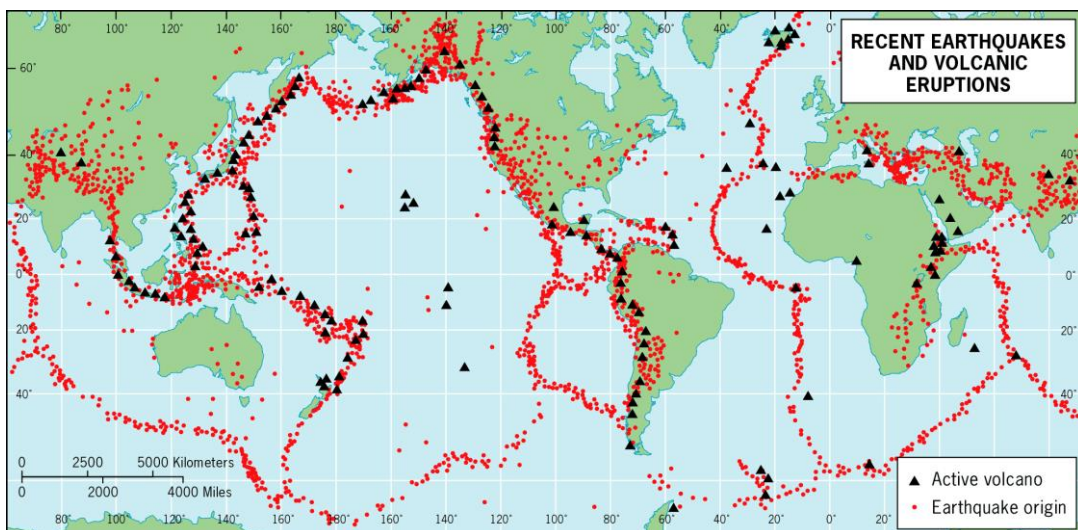 80° 100° 120° 140° 160° 180° 160° 140° 120° 100° 80° 60° 40° 20° 0°
RECENT EARTHQUAKES
AND VOLCANIC
ERUPTIONS
60°
40° 40°
20° 20°
0° 0°
20° 20°
40° 40°
0 2500 5000 Kilometers
0 2000 4000 Miles
Active volcano
Earthquake origin
80° 100° 120° 140° 160° 180° 160° 140° 120° 100° 80° 60° 40° 20° 0° 20°